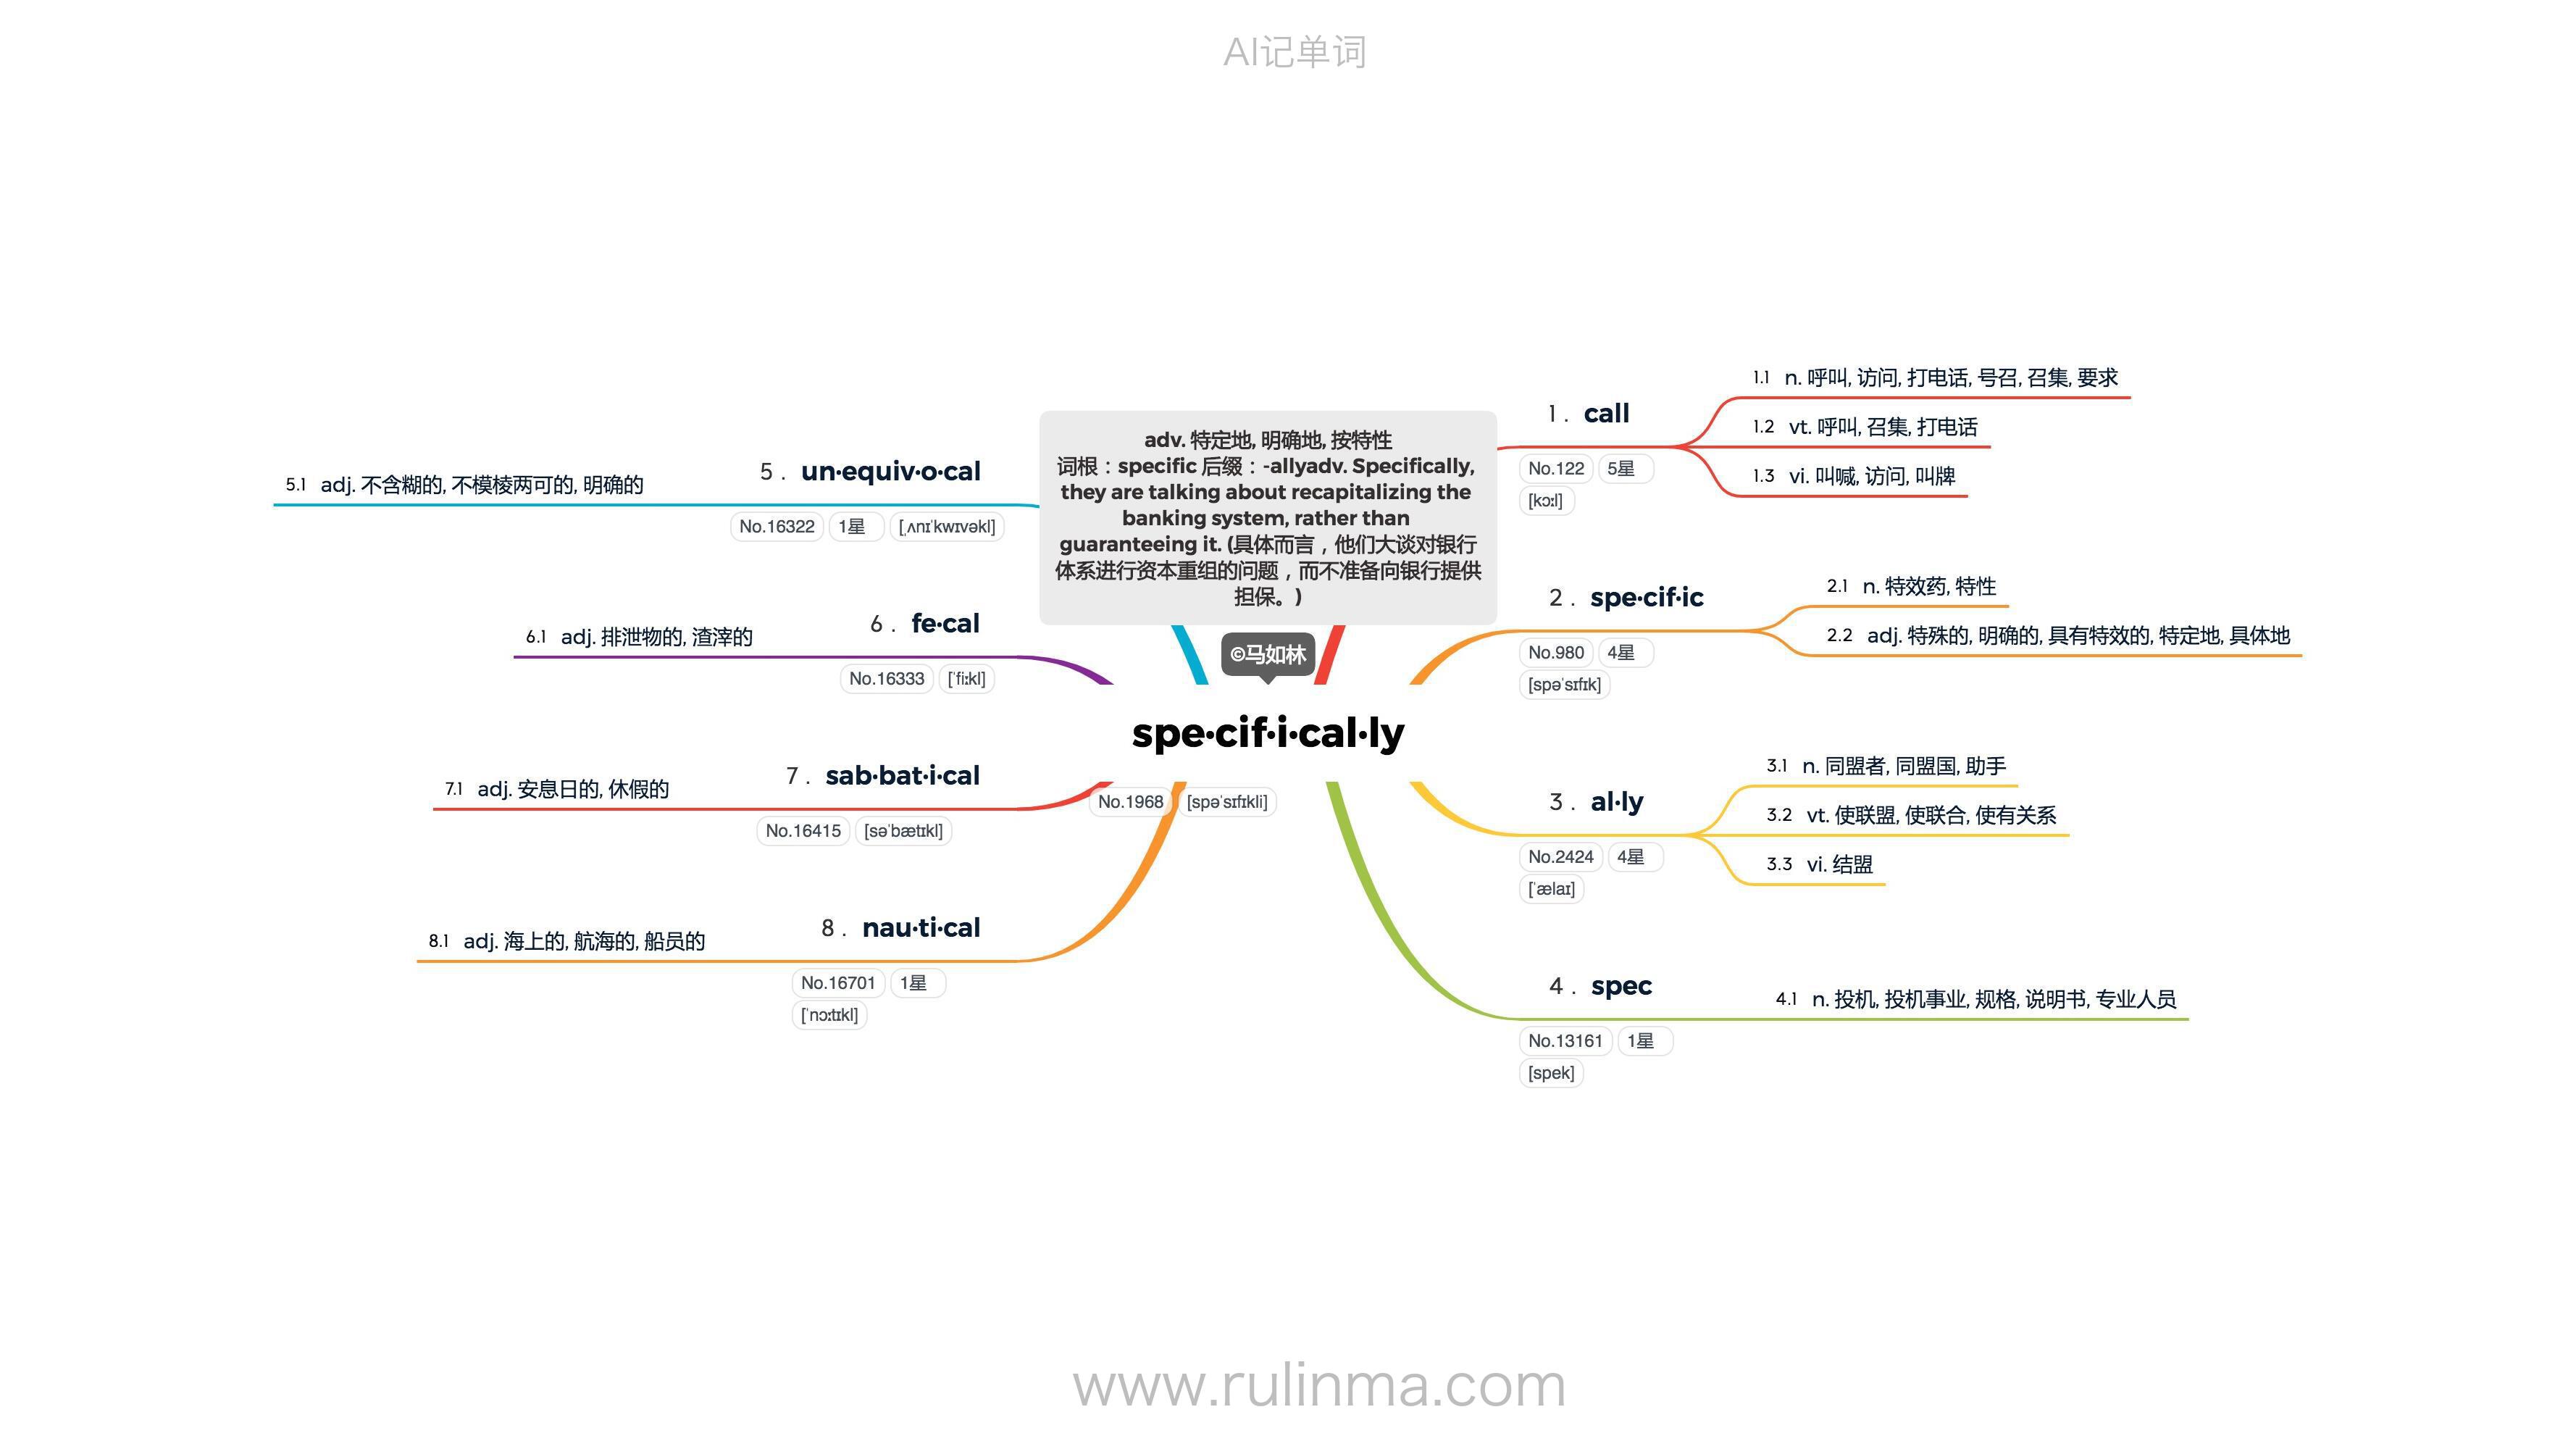 AI记单词
adv. 特定地, 明确地, 按特性
词根：specific 后缀：-allyadv. Specifically,
they are talking about recapitalizing the
banking system, rather than
guaranteeing it. (具体而言，他们大谈对银行
体系进行资本重组的问题，而不准备向银行提供
担保。)
©马如林
spe·cif·i·cal·ly
No.1968 [spəˈsɪfɪkli]
1 . call
No.122 5星
[kɔːl]
1.1 n. 呼叫, 访问, 打电话, 号召, 召集, 要求
1.2 vt. 呼叫, 召集, 打电话
1.3 vi. 叫喊, 访问, 叫牌
2 . spe·cif·ic
No.980 4星
[spəˈsɪfɪk]
2.1 n. 特效药, 特性
2.2 adj. 特殊的, 明确的, 具有特效的, 特定地, 具体地
3 . al·ly
No.2424 4星
[ˈælaɪ]
3.1 n. 同盟者, 同盟国, 助手
3.2 vt. 使联盟, 使联合, 使有关系
3.3 vi. 结盟
4 . spec
No.13161 1星
[spek]
4.1 n. 投机, 投机事业, 规格, 说明书, 专业人员
5 . un·equiv·o·cal
No.16322 1星 [ˌʌnɪˈkwɪvəkl]
5.1 adj. 不含糊的, 不模棱两可的, 明确的
6 . fe·cal
No.16333 [ˈfiːkl]
6.1 adj. 排泄物的, 渣滓的
7 . sab·bat·i·cal
No.16415 [səˈbætɪkl]
7.1 adj. 安息日的, 休假的
8 . nau·ti·cal
No.16701 1星
[ˈnɔːtɪkl]
8.1 adj. 海上的, 航海的, 船员的
www.rulinma.com